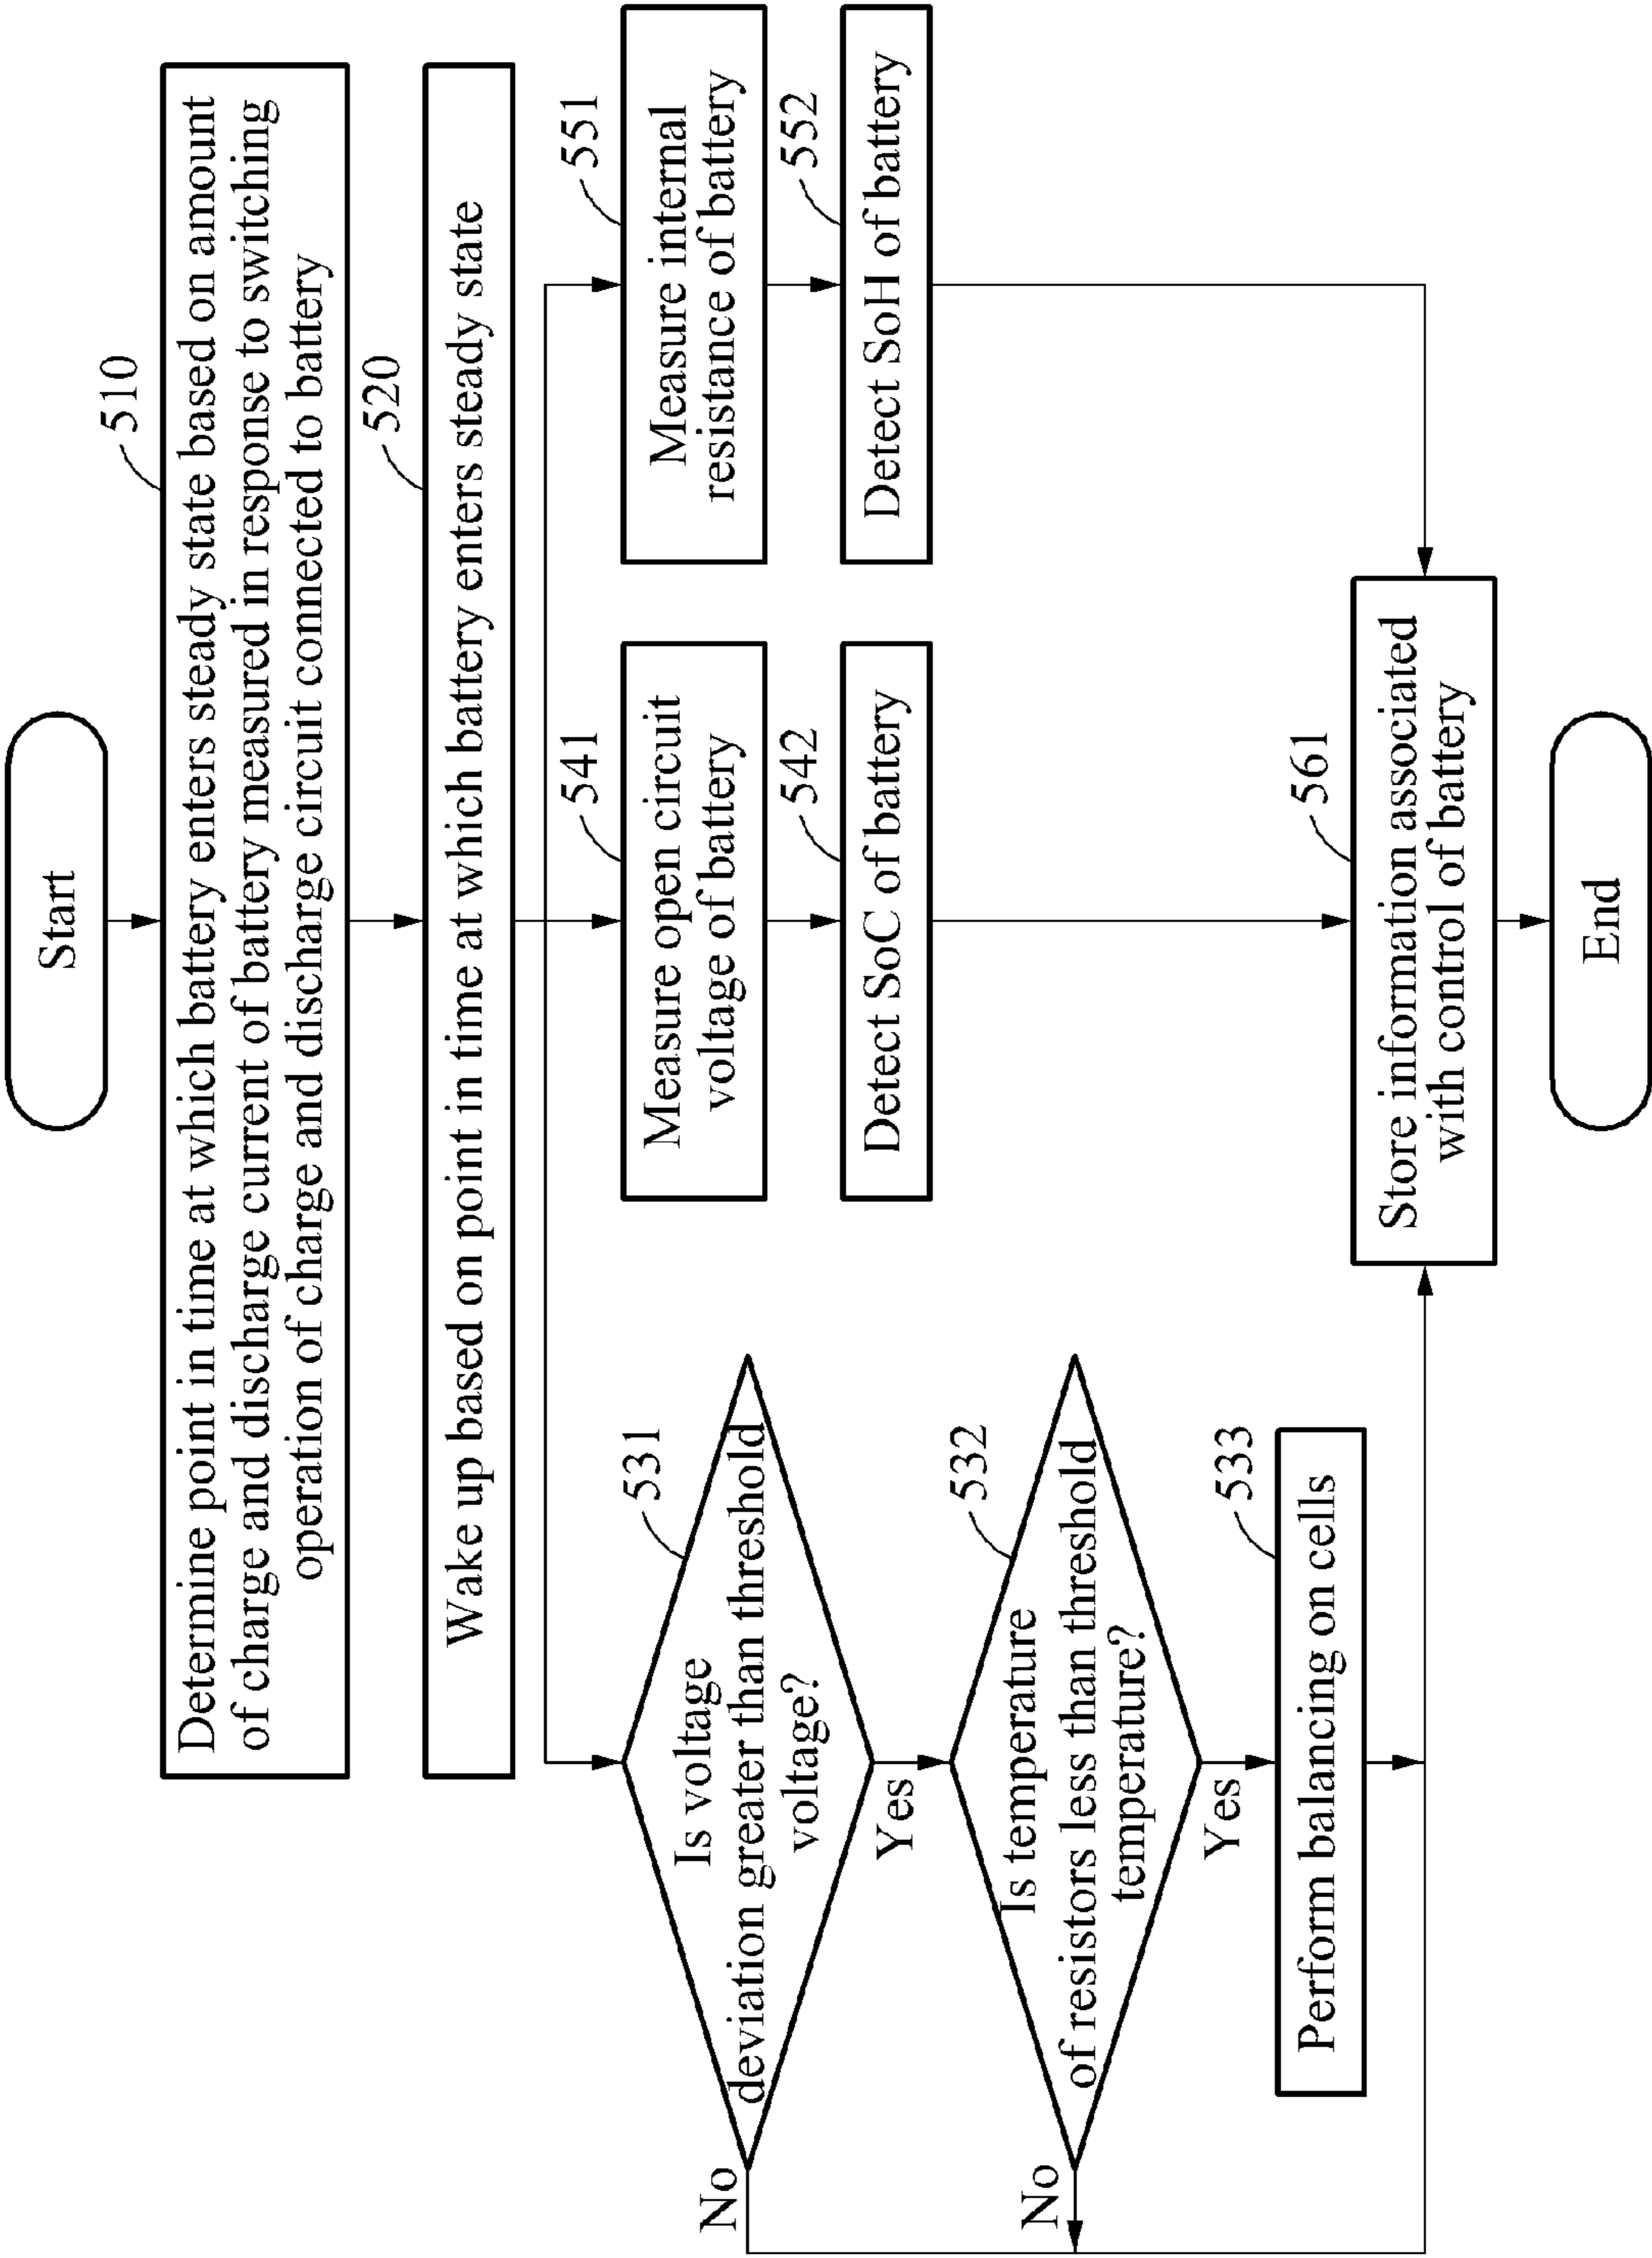 Start
510
Determine point in time at which battery enters steady state based on amount
of charge and discharge current of battery measured in response to switching
operation of charge and discharge circuit connected to battery
520
Wake up based on point in time at which battery enters steady state
531
Is voltage
deviation greater than threshold
voltage?
No
Yes
532
Is temperature
of resistors less than threshold
temperature?
No
Yes
533
Perform balancing on cells
541
Measure open circuit
voltage of battery
542
Detect SoC of battery
551
Measure internal
resistance of battery
552
Detect SoH of battery
561
Store information associated
with control of battery
End